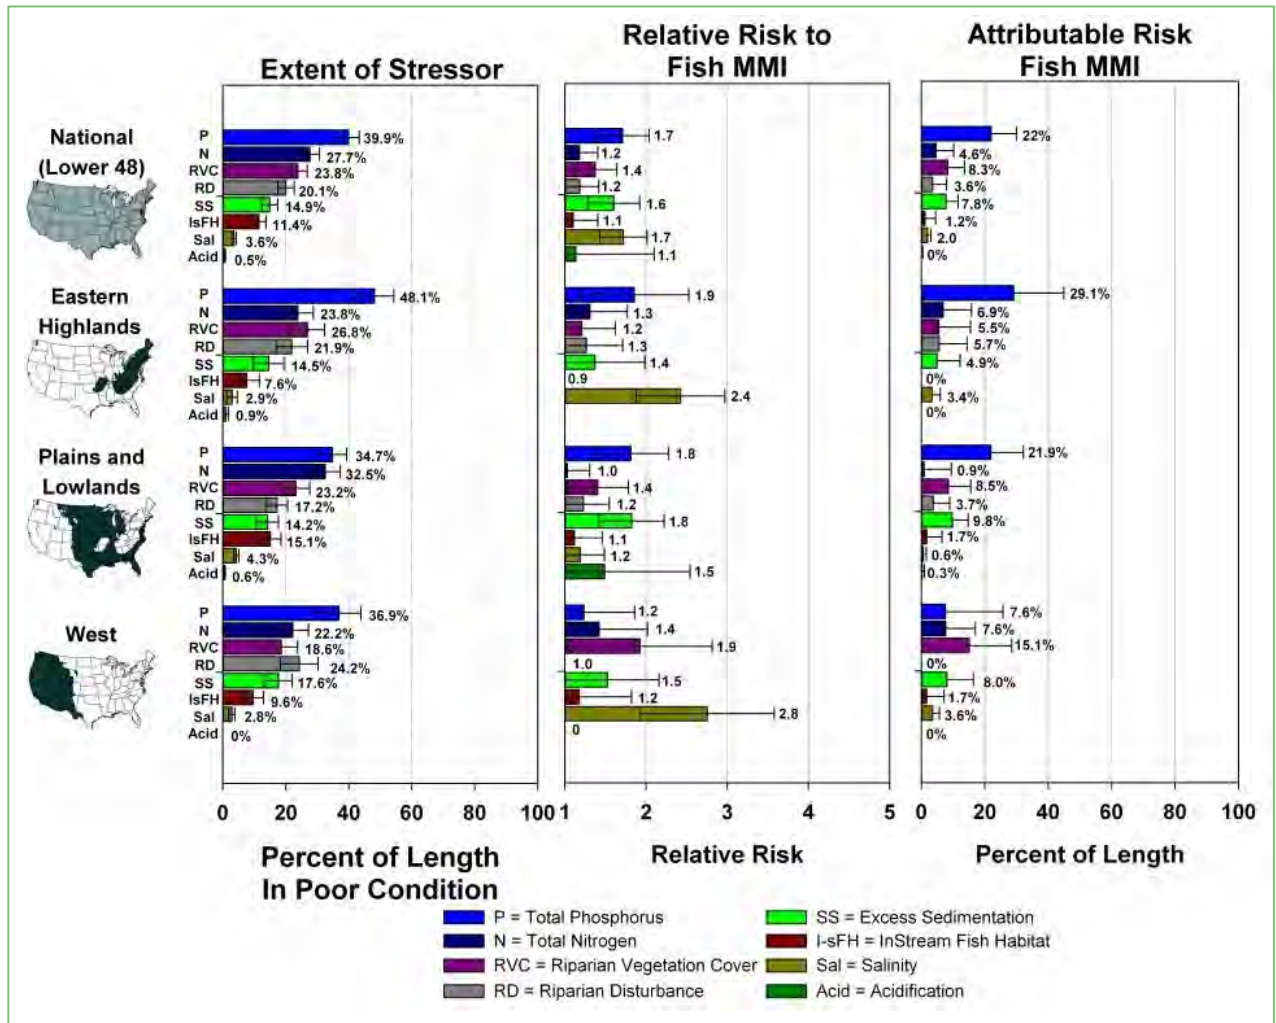 Extent of Stressor
Relative Risk to
Fish MMI
Attributable Risk
Fish MMI
National
(Lower 48)
P 39.9% 1.7 22%
N 27.7% 1.2 4.6%
RVC 23.8% 1.4 8.3%
RD 20.1% 1.2 3.6%
SS 14.9% 1.6 7.8%
IsFH 11.4% 1.1 1.2%
Sal 3.6% 1.7 2.0
Acid 0.5% 1.1 0%
Eastern
Highlands
P 48.1% 1.9 29.1%
N 23.8% 1.3 6.9%
RVC 26.8% 1.2 5.5%
RD 21.9% 1.3 5.7%
SS 14.5% 1.4 4.9%
IsFH 7.6% 0.9 0%
Sal 2.9% 2.4 3.4%
Acid 0.9% 0%
Plains and
Lowlands
P 34.7% 1.8 21.9%
N 32.5% 1.0 0.9%
RVC 23.2% 1.4 8.5%
RD 17.2% 1.2 3.7%
SS 14.2% 1.8 9.8%
IsFH 15.1% 1.1 1.7%
Sal 4.3% 1.2 0.6%
Acid 0.6% 1.5 0.3%
West
P 36.9% 1.2 7.6%
N 22.2% 1.4 7.6%
RVC 18.6% 1.9 15.1%
RD 24.2% 1.0 0%
SS 17.6% 1.5 8.0%
IsFH 9.6% 1.2 1.7%
Sal 2.8% 2.8 3.6%
Acid 0% 0 0%
0 20 40 60 80 100
1 2 3 4 5
0 20 40 60 80 100
Percent of Length
In Poor Condition
Relative Risk
Percent of Length
P = Total Phosphorus
N = Total Nitrogen
RVC = Riparian Vegetation Cover
RD = Riparian Disturbance
SS = Excess Sedimentation
I-sFH = InStream Fish Habitat
Sal = Salinity
Acid = Acidification